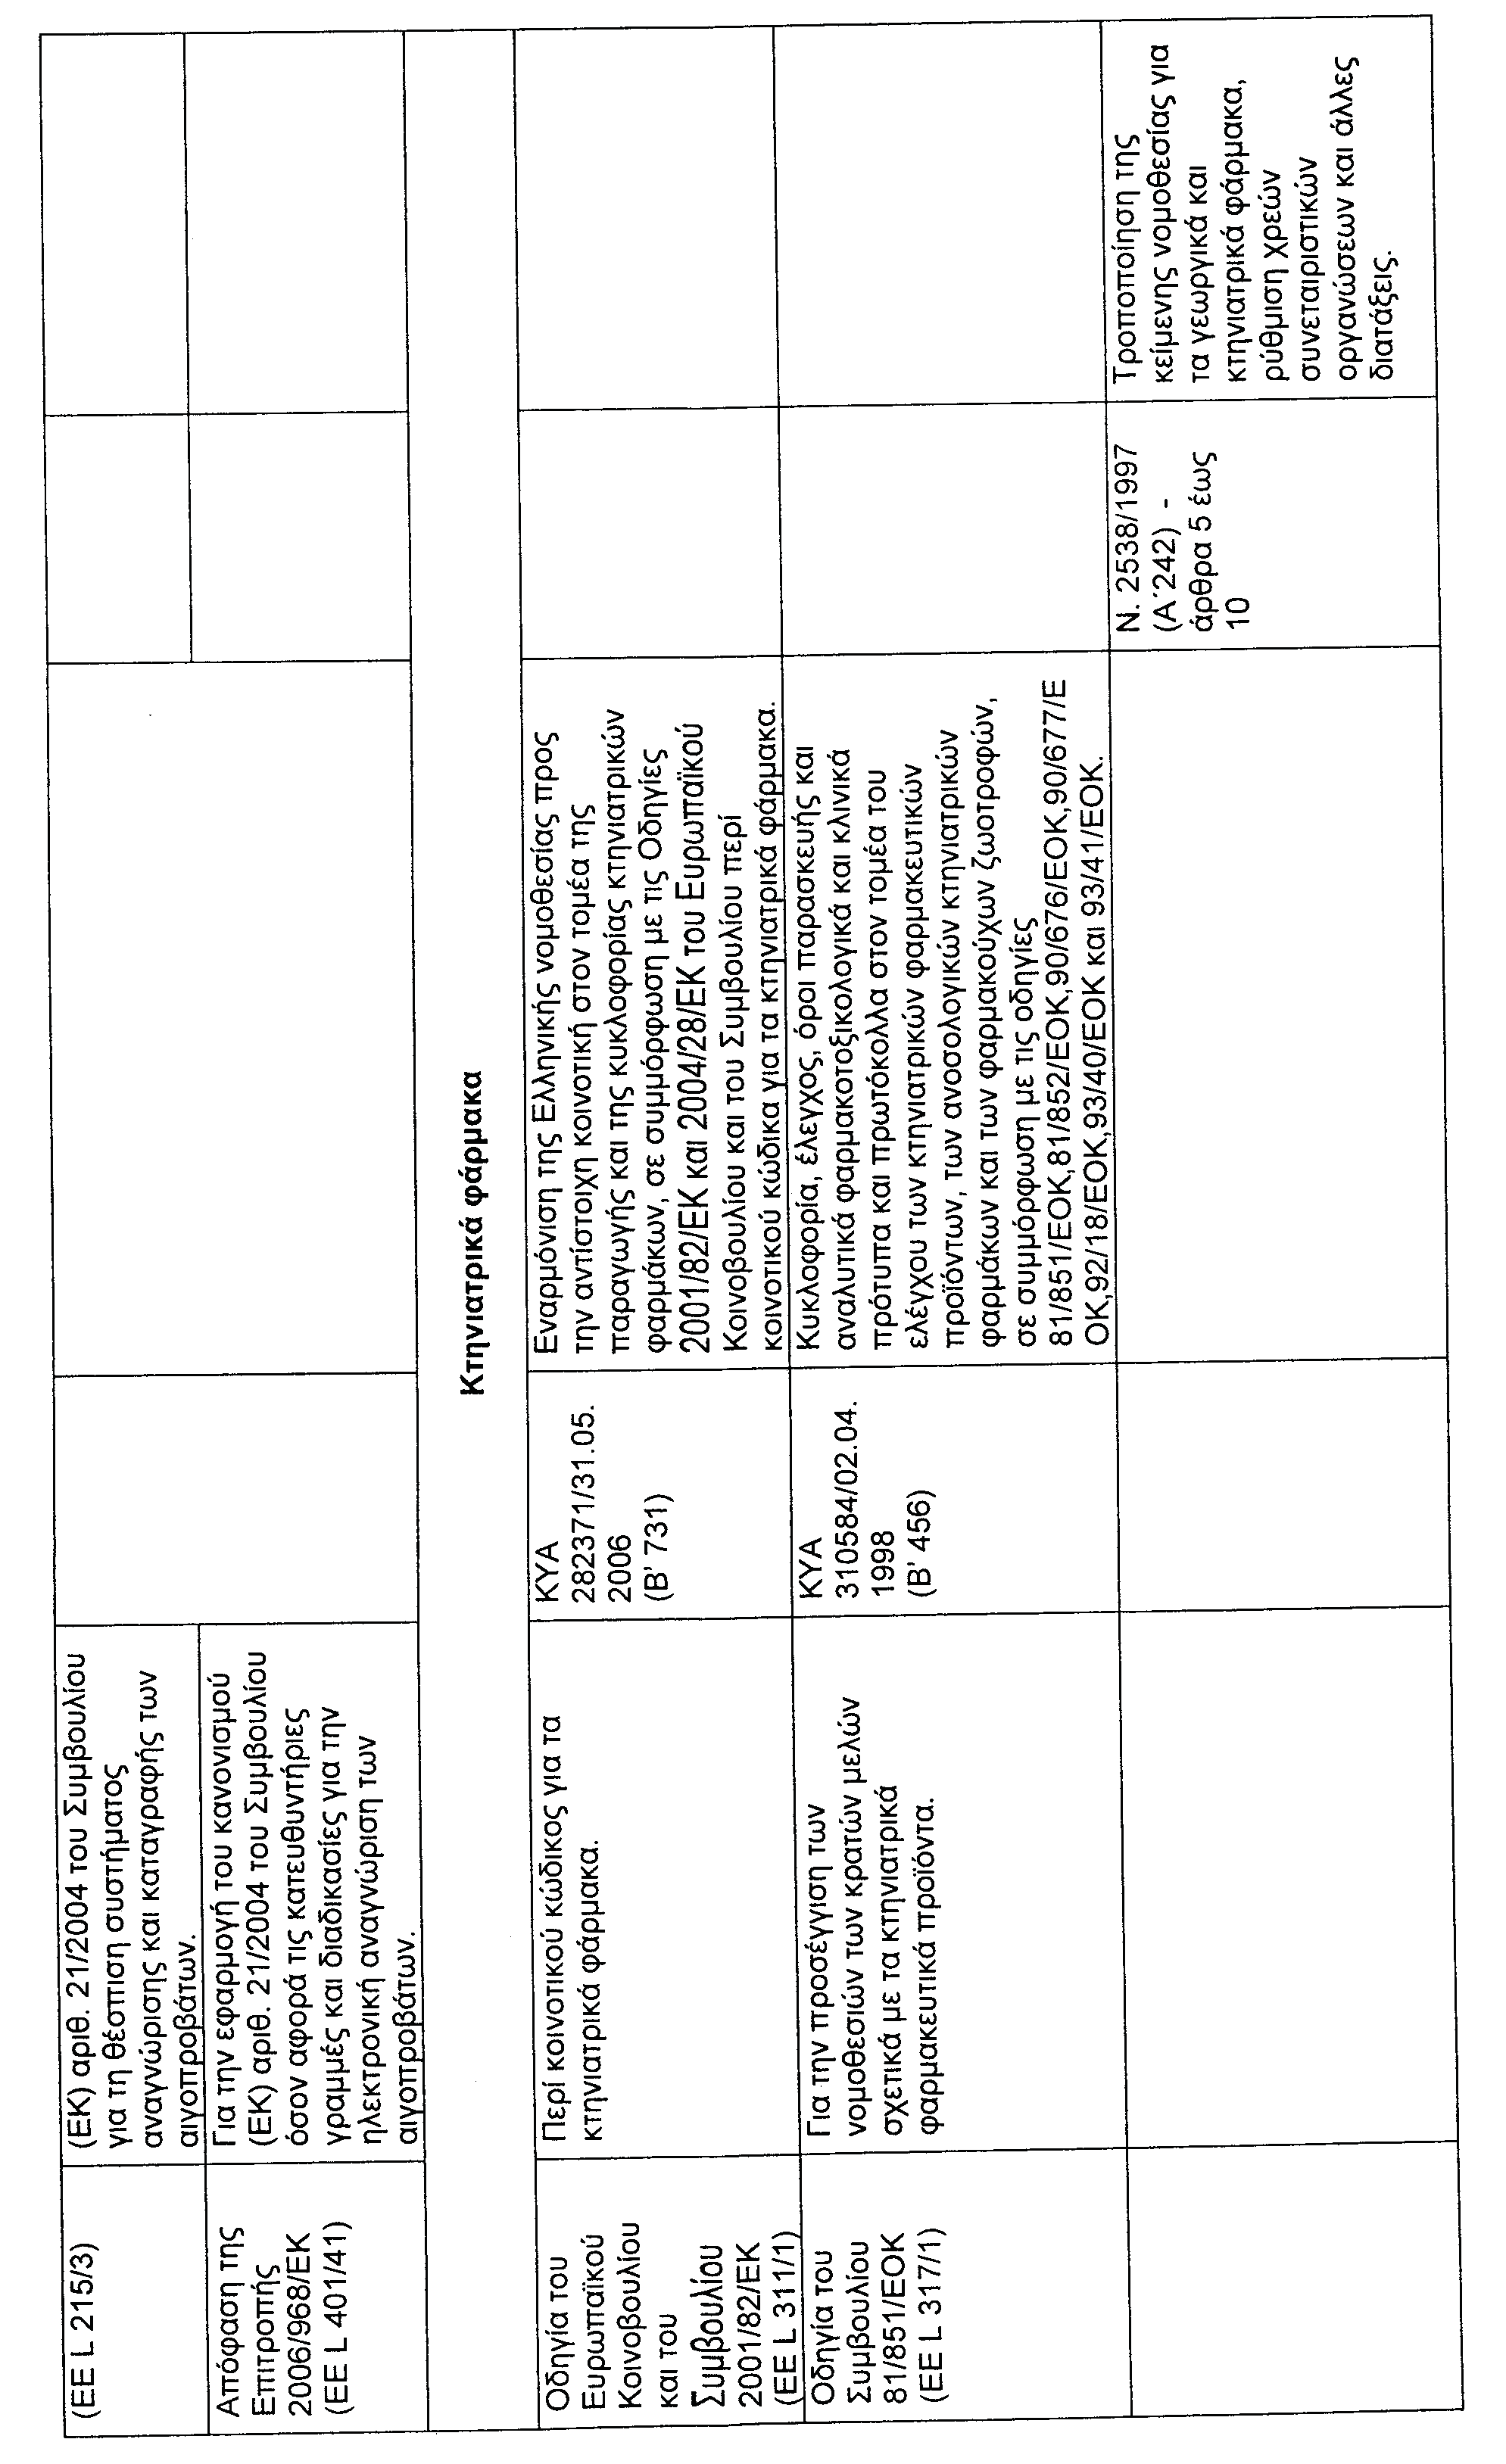 (ΕΕ L 215/3)
(ΕΚ) αριθ. 21/2004 του Συμβουλίου
για τη θέσπιση συστήματος
αναγνώρισης και καταγραφής των
αιγοπροβάτων.
Απόφαση της
Επιτροπής
2006/968/ΕΚ
(ΕΕ L 401/41)
Για την εφαρμογή του κανονισμού
(ΕΚ) αριθ. 21/2004 του Συμβουλίου
όσον αφορά τις κατευθυντήριες
γραμμές και διαδικασίες για την
ηλεκτρονική αναγνώριση των
αιγοπροβάτων.
Κτηνιατρικά φάρμακα
Οδηγία του
Ευρωπαϊκού
Κοινοβουλίου
και του
Συμβουλίου
2001/82/ΕΚ
(ΕΕ L 311/1)
Περί κοινοτικού κώδικος για τα
κτηνιατρικά φάρμακα.
ΚΥΑ
282371/31.05.
2006
(Β’ 731)
Εναρμόνιση της Ελληνικής νομοθεσίας προς
την αντίστοιχη κοινοτική στον τομέα της
παραγωγής και της κυκλοφορίας κτηνιατρικών
φαρμάκων, σε συμμόρφωση με τις Οδηγίες
2001/82/ΕΚ και 2004/28/ΕΚ του Ευρωπαϊκού
Κοινοβουλίου και του Συμβουλίου περί
κοινοτικού κώδικα για τα κτηνιατρικά φάρμακα.
Οδηγία του
Συμβουλίου
81/851/ΕΟΚ
(ΕΕ L 317/1)
Για την προσέγγιση των
νομοθεσιών των κρατών μελών
σχετικά με τα κτηνιατρικά
φαρμακευτικά προϊόντα.
ΚΥΑ
310584/02.04.
1998
(Β’ 456)
Κυκλοφορία, έλεγχος, όροι παρασκευής και
αναλυτικά φαρμακοτοξικολογικά και κλινικά
πρότυπα και πρωτόκολλα στον τομέα του
ελέγχου των κτηνιατρικών φαρμακευτικών
προϊόντων, των ανοσολογικών κτηνιατρικών
φαρμάκων και των φαρμακούχων ζωοτροφών,
σε συμμόρφωση με τις οδηγίες
81/851/ΕΟΚ,81/852/ΕΟΚ,90/676/ΕΟΚ,90/677/Ε
ΟΚ,92/18/ΕΟΚ,93/40/ΕΟΚ και 93/41/ΕΟΚ.
Ν. 2538/1997
(Α΄242) -
άρθρα 5 έως
10
Τροποποίηση της
κείμενης νομοθεσίας για
τα γεωργικά και
κτηνιατρικά φάρμακα,
ρύθμιση χρεών
συνεταιριστικών
οργανώσεων και άλλες
διατάξεις.